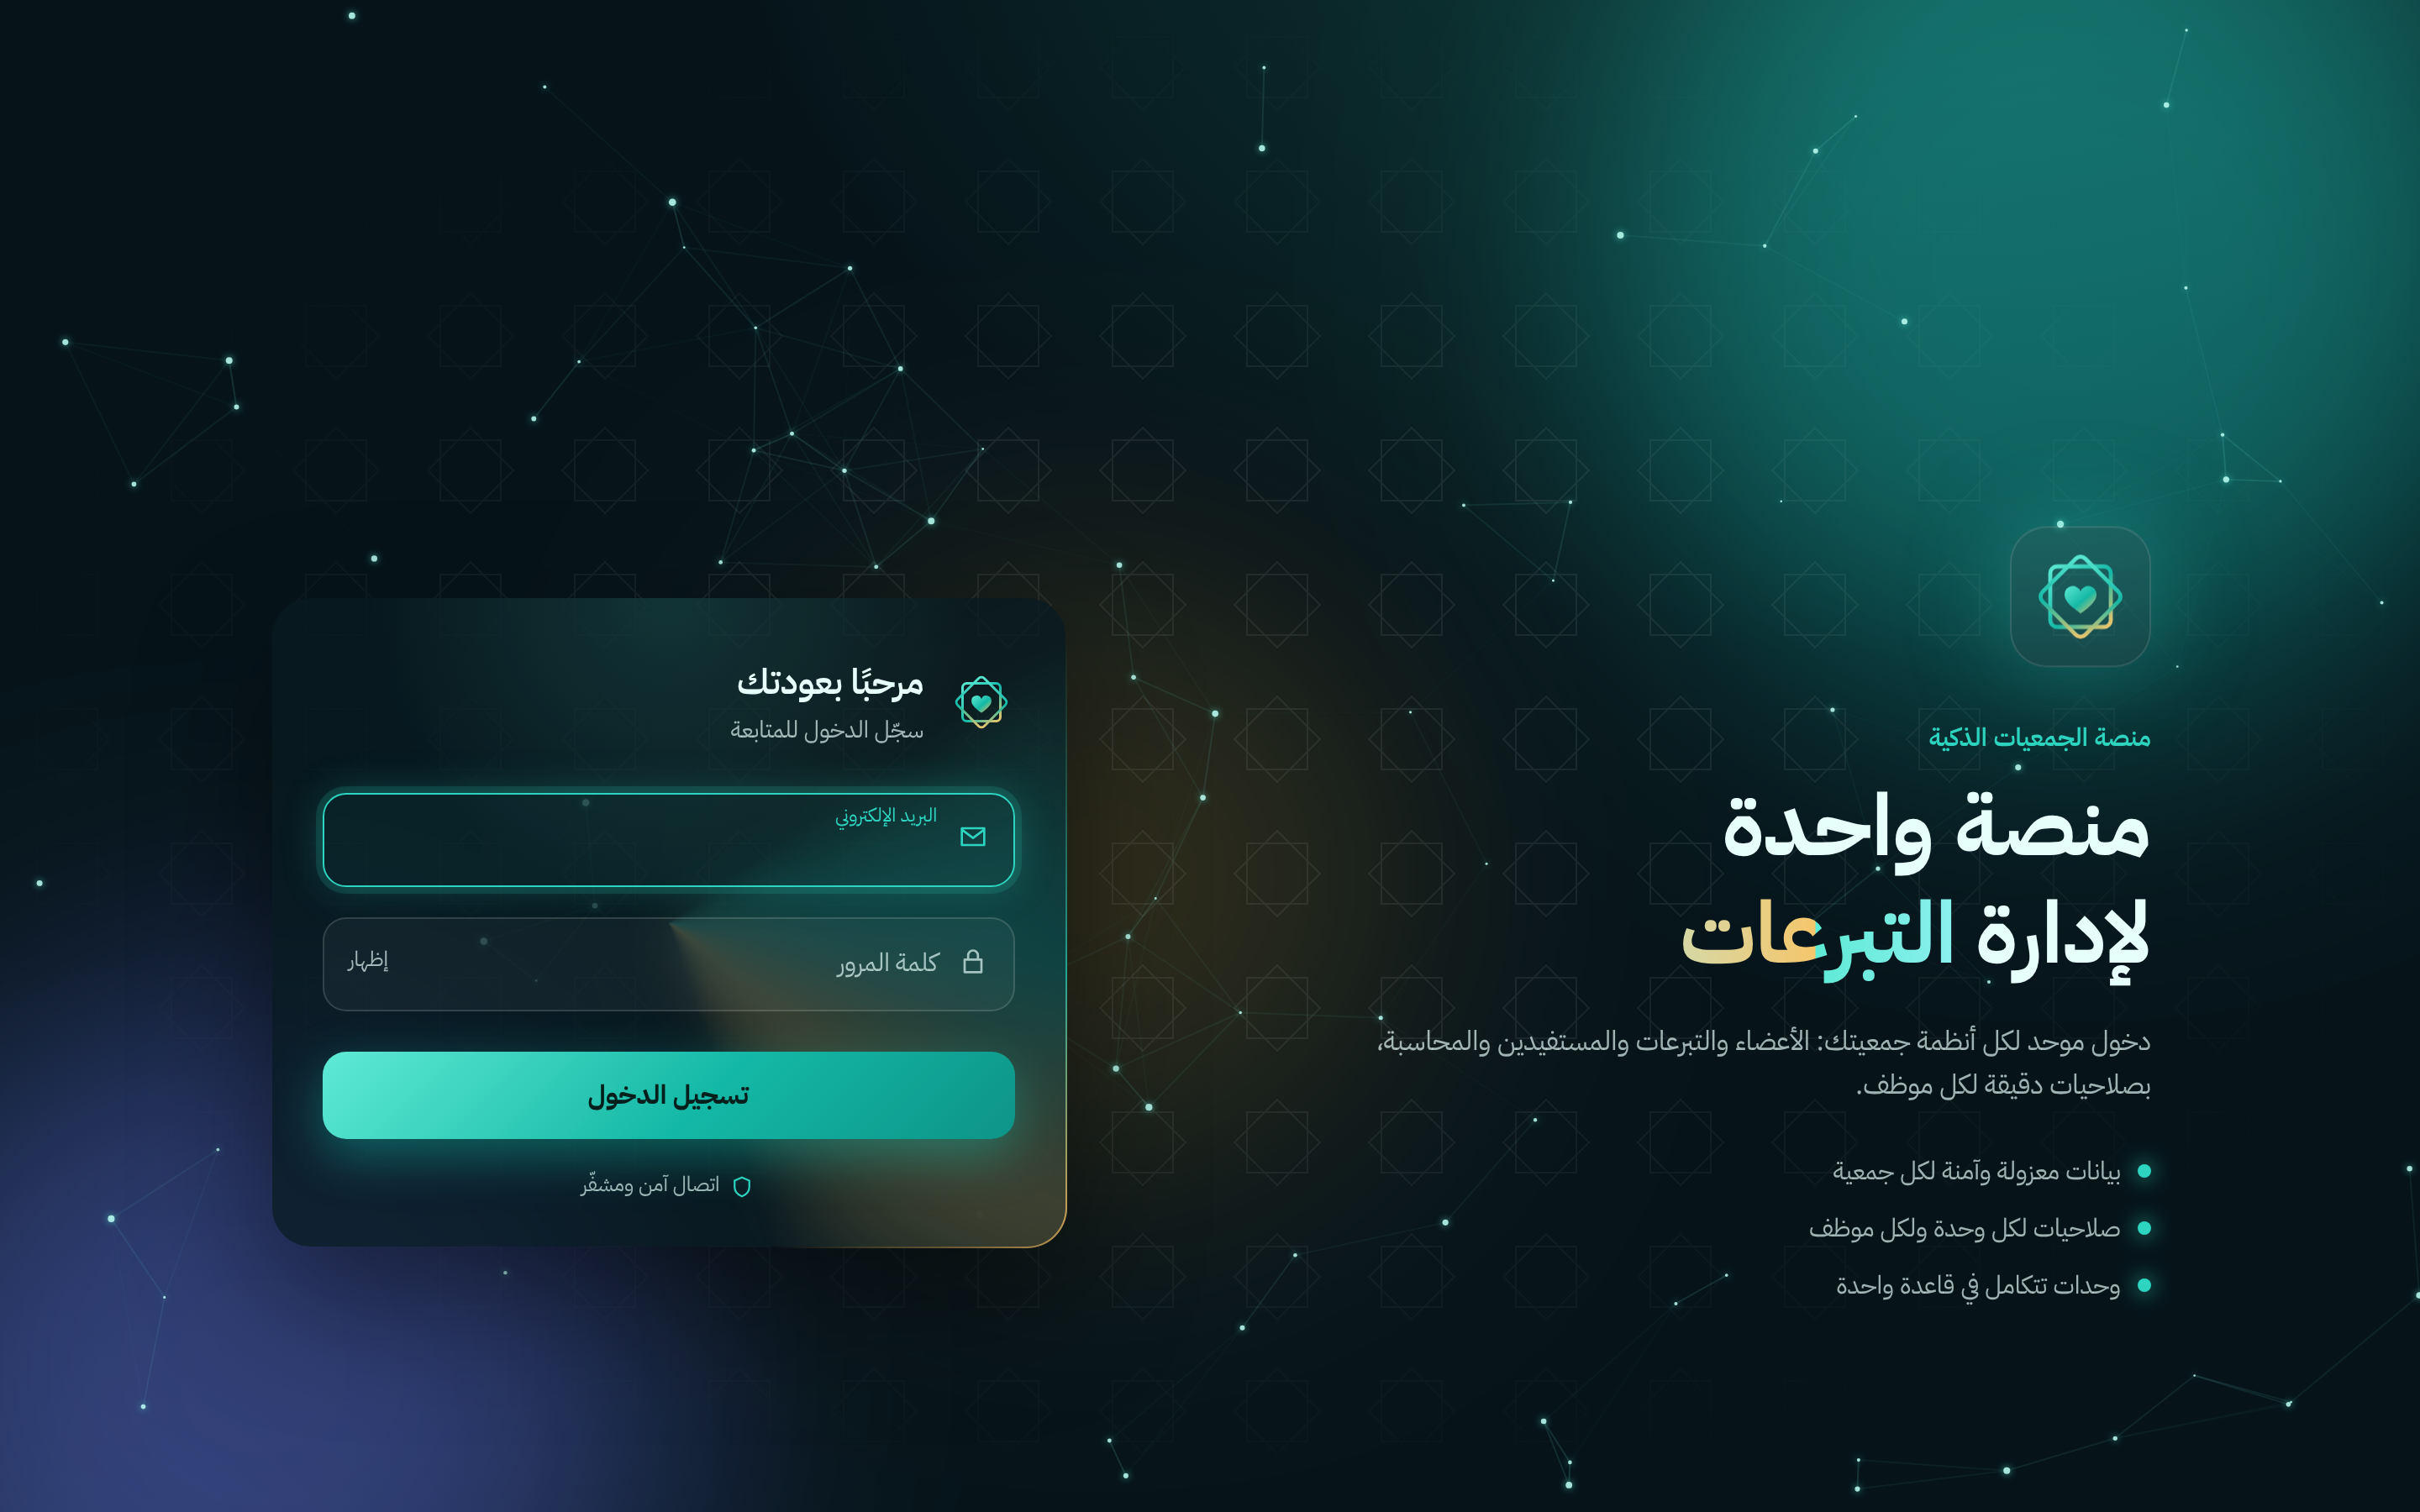 منصة الجمعيات الذكية
منصة واحدة
لإدارة التبرعات
دخول موحد لكل أنظمة جمعيتك: الأعضاء والتبرعات والمستفيدين والمحاسبة،
بصلاحيات دقيقة لكل موظف.
بيانات معزولة وآمنة لكل جمعية
صلاحيات لكل وحدة ولكل موظف
وحدات تتكامل في قاعدة واحدة
مرحبًا بعودتك
سجّل الدخول للمتابعة
البريد الإلكتروني
كلمة المرور
إظهار
تسجيل الدخول
اتصال آمن ومشفّر